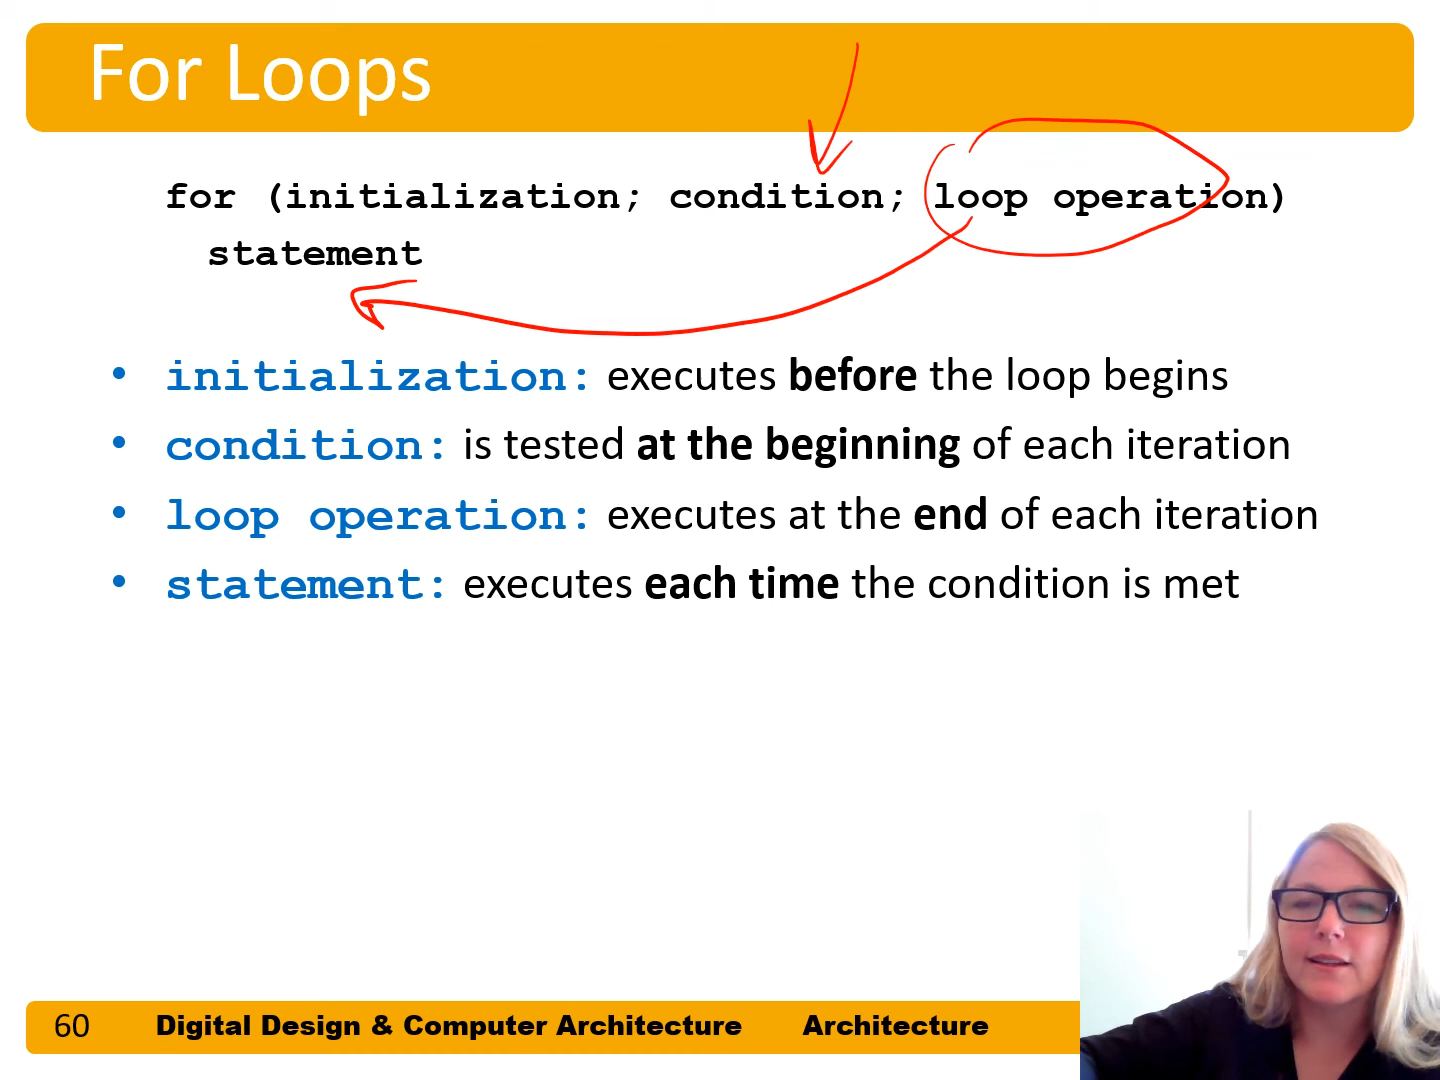 For Loops
for (initialization; condition; loop operation)
statement
• initialization: executes before the loop begins
• condition: is tested at the beginning of each iteration
• loop operation: executes at the end of each iteration
• statement: executes each time the condition is met
60 Digital Design & Computer Architecture Architecture